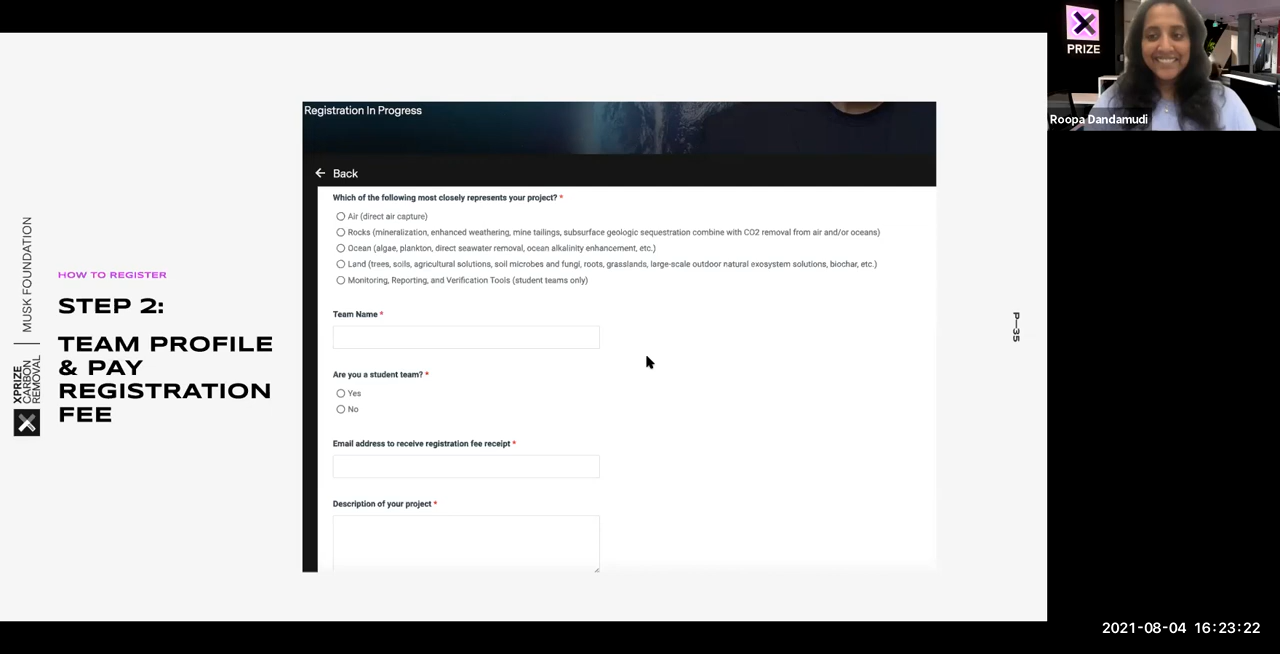 HOW TO REGISTER
STEP 2:
TEAM PROFILE
& PAY
REGISTRATION
FEE
XPRIZE
CARBON
REMOVAL
MUSK FOUNDATION
Registration In Progress
← Back
Which of the following most closely represents your project? *
Air (direct air capture)
Rocks (mineralization, enhanced weathering, mine tailings, subsurface geologic sequestration combine with CO2 removal from air and/or oceans)
Ocean (algae, plankton, direct seawater removal, ocean alkalinity enhancement, etc.)
Land (trees, soils, agricultural solutions, soil microbes and fungi, roots, grasslands, large-scale outdoor natural exosystem solutions, biochar, etc.)
Monitoring, Reporting, and Verification Tools (student teams only)
Team Name *
Are you a student team? *
Yes
No
Email address to receive registration fee receipt *
Description of your project *
P—35
XPRIZE
Roopa Dandamudi
2021-08-04 16:23:22